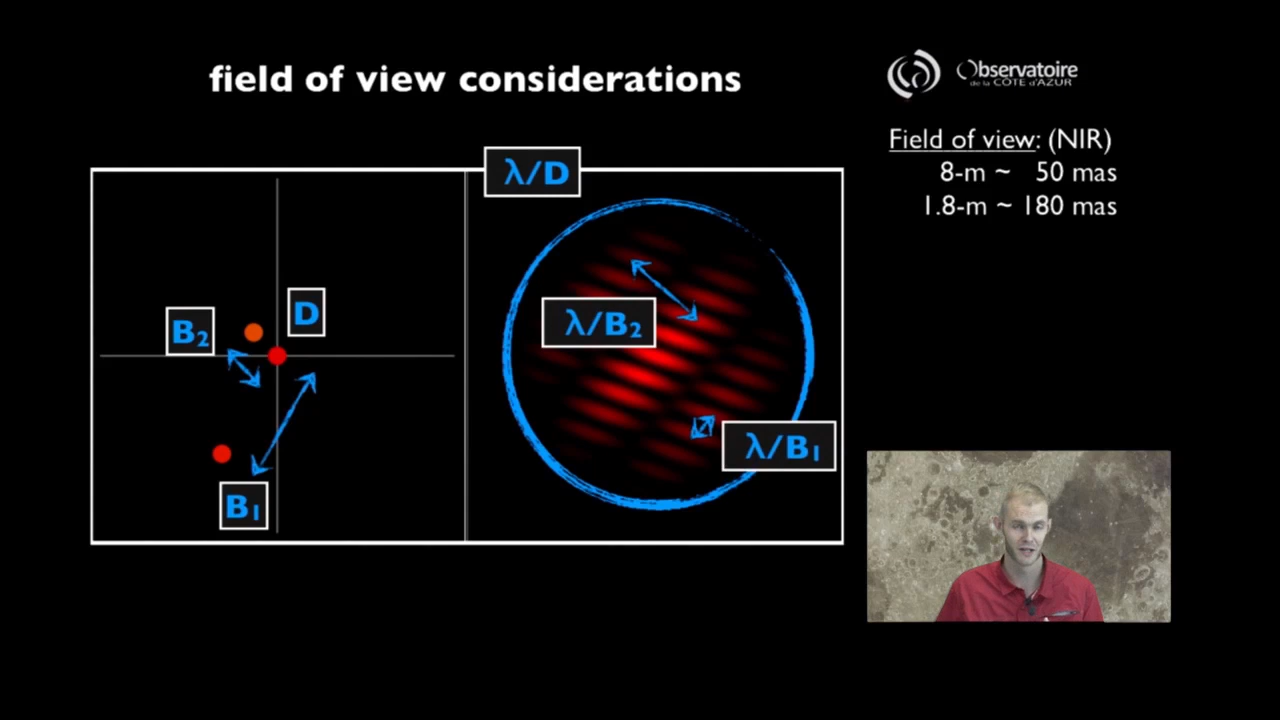 field of view considerations
Observatoire
de la CÔTE d'AZUR
Field of view: (NIR)
8-m ~ 50 mas
1.8-m ~ 180 mas
λ/D
B₂
D
λ/B₂
λ/B₁
B₁